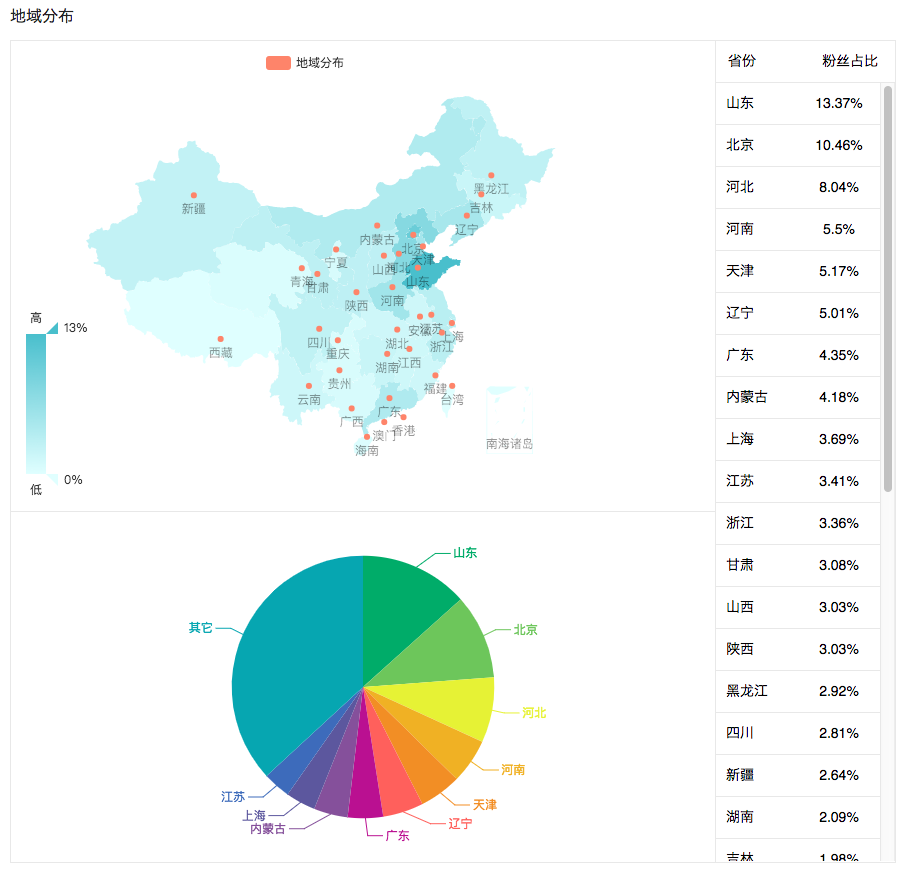 地域分布
地域分布
黑龙江
吉林
新疆
辽宁
内蒙古
北京
天津
宁夏
山西
河北
青海
甘肃
山东
陕西
河南
安徽
江苏
上海
四川
湖北
浙江
西藏
重庆
江西
湖南
贵州
福建
云南
台湾
广东
广西
香港
澳门
海南
南海诸岛
高
13%
0%
低
山东
北京
河北
河南
天津
辽宁
广东
内蒙古
上海
江苏
其它
省份 粉丝占比
山东 13.37%
北京 10.46%
河北 8.04%
河南 5.5%
天津 5.17%
辽宁 5.01%
广东 4.35%
内蒙古 4.18%
上海 3.69%
江苏 3.41%
浙江 3.36%
甘肃 3.08%
山西 3.03%
陕西 3.03%
黑龙江 2.92%
四川 2.81%
新疆 2.64%
湖南 2.09%
吉林 1.98%